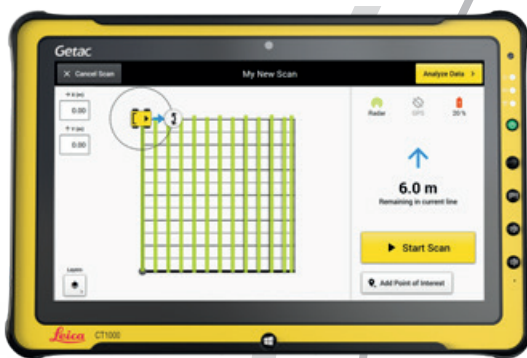 Getac
× Cancel Scan
My New Scan
Analyze Data >
0.00
0.00
Radar
GPS
20 %
6.0 m
Remaining in current line
Start Scan
Add Point of Interest
Layers
Leica CT1000